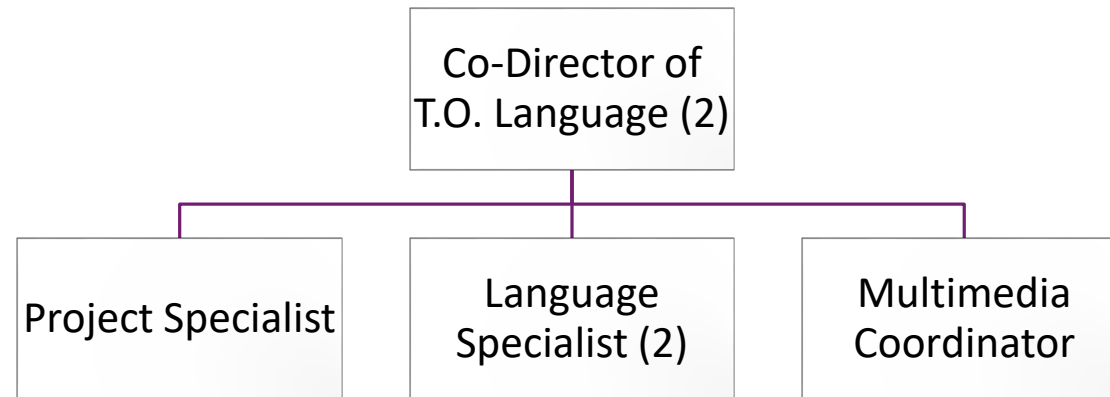 Co-Director of
T.O. Language (2)
Project Specialist
Language
Specialist (2)
Multimedia
Coordinator